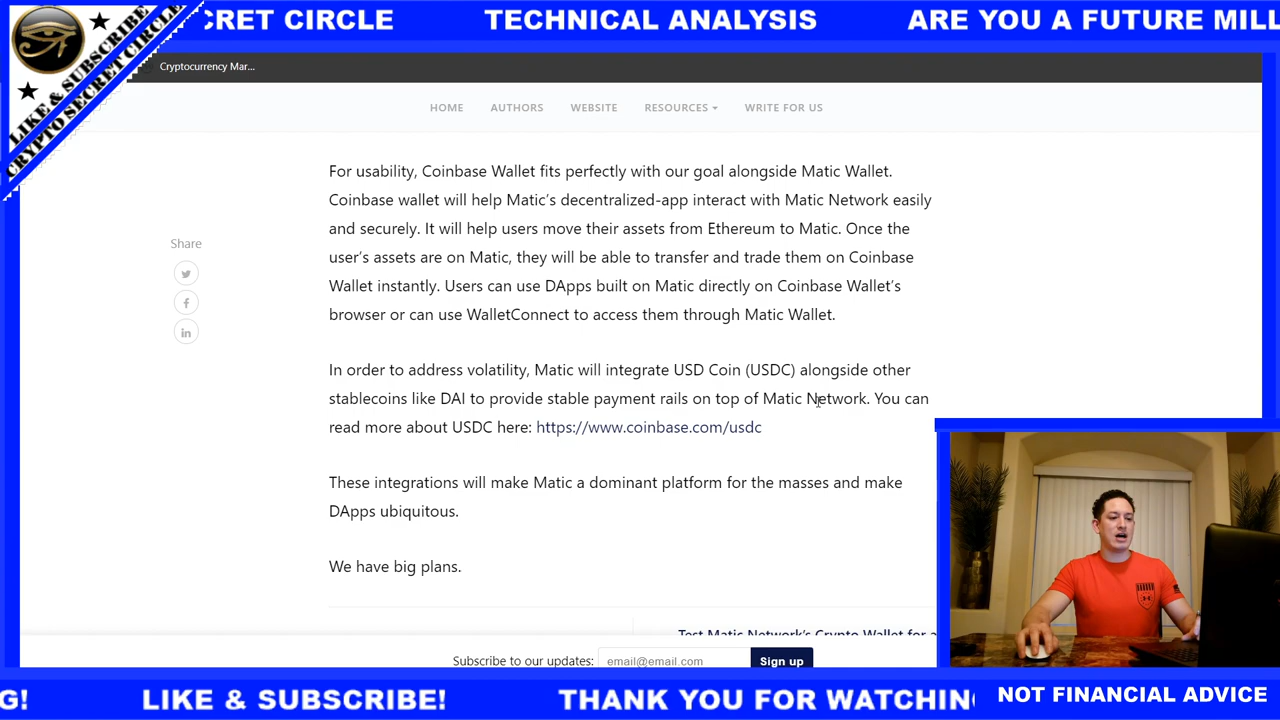 CRET CIRCLE TECHNICAL ANALYSIS ARE YOU A FUTURE MILL
LIKE & SUBSCRIBE
CRYPTO SECRET CIRCLE
Cryptocurrency Mar...
HOME AUTHORS WEBSITE RESOURCES WRITE FOR US
For usability, Coinbase Wallet fits perfectly with our goal alongside Matic Wallet.
Coinbase wallet will help Matic’s decentralized-app interact with Matic Network easily
and securely. It will help users move their assets from Ethereum to Matic. Once the
user’s assets are on Matic, they will be able to transfer and trade them on Coinbase
Wallet instantly. Users can use DApps built on Matic directly on Coinbase Wallet’s
browser or can use WalletConnect to access them through Matic Wallet.
Share
In order to address volatility, Matic will integrate USD Coin (USDC) alongside other
stablecoins like DAI to provide stable payment rails on top of Matic Network. You can
read more about USDC here: https://www.coinbase.com/usdc
These integrations will make Matic a dominant platform for the masses and make
DApps ubiquitous.
We have big plans.
Test Matic Network’s Crypto Wallet for a
Subscribe to our updates: email@email.com Sign up
G! LIKE & SUBSCRIBE! THANK YOU FOR WATCHING
NOT FINANCIAL ADVICE